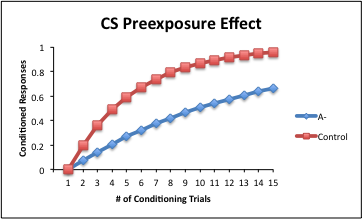 CS Preexposure Effect
Conditioned Responses
1
0.8
0.6
0.4
0.2
0
1 2 3 4 5 6 7 8 9 10 11 12 13 14 15
# of Conditioning Trials
A-
Control